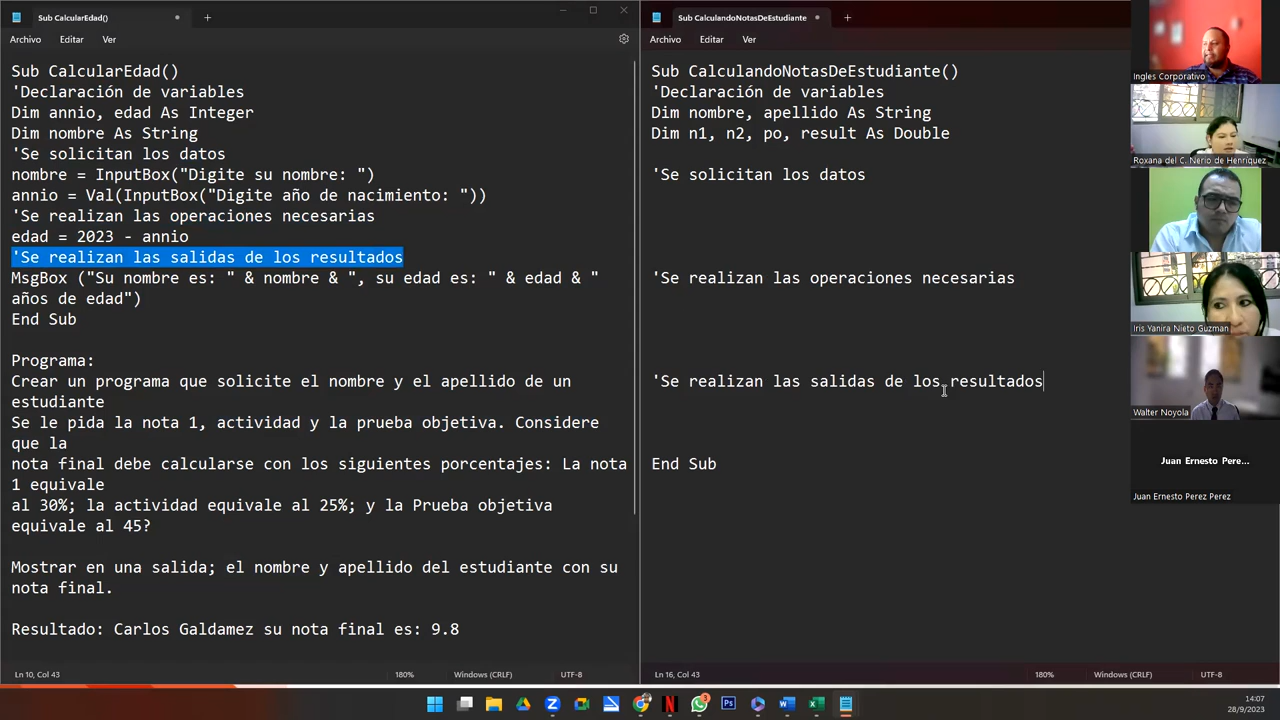 Sub CalcularEdad()
Archivo Editar Ver
Sub CalcularEdad()
'Declaración de variables
Dim annio, edad As Integer
Dim nombre As String
'Se solicitan los datos
nombre = InputBox("Digite su nombre: ")
annio = Val(InputBox("Digite año de nacimiento: "))
'Se realizan las operaciones necesarias
edad = 2023 - annio
'Se realizan las salidas de los resultados
MsgBox ("Su nombre es: " & nombre & ", su edad es: " & edad & "
años de edad")
End Sub
Programa:
Crear un programa que solicite el nombre y el apellido de un
estudiante
Se le pida la nota 1, actividad y la prueba objetiva. Considere
que la
nota final debe calcularse con los siguientes porcentajes: La nota
1 equivale
al 30%; la actividad equivale al 25%; y la Prueba objetiva
equivale al 45?
Mostrar en una salida; el nombre y apellido del estudiante con su
nota final.
Resultado: Carlos Galdamez su nota final es: 9.8
Ln 10, Col 43 180% Windows (CRLF) UTF-8
Sub CalculandoNotasDeEstudiante
Archivo Editar Ver
Sub CalculandoNotasDeEstudiante()
'Declaración de variables
Dim nombre, apellido As String
Dim n1, n2, po, result As Double
'Se solicitan los datos
'Se realizan las operaciones necesarias
'Se realizan las salidas de los resultados
End Sub
Ln 16, Col 43 180% Windows (CRLF) UTF-8
Ingles Corporativo
Roxana del C. Nerio de Henríquez
Iris Yanira Nieto Guzman
Walter Noyola
Juan Ernesto Pere...
Juan Ernesto Perez Perez
3
14:07
28/9/2023